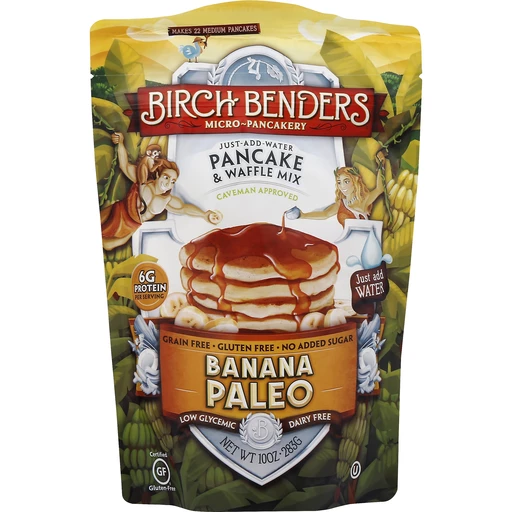 MAKES 22 MEDIUM PANCAKES
BIRCH BENDERS
MICRO-PANCAKERY
JUST-ADD-WATER
PANCAKE
& WAFFLE MIX
CAVEMAN APPROVED
6G
PROTEIN
PER SERVING
Just add
WATER
GRAIN FREE • GLUTEN FREE • NO ADDED SUGAR
BANANA
PALEO
LOW GLYCEMIC
DAIRY FREE
NET WT 10OZ • 283G
Certified
GF
Gluten-Free
U